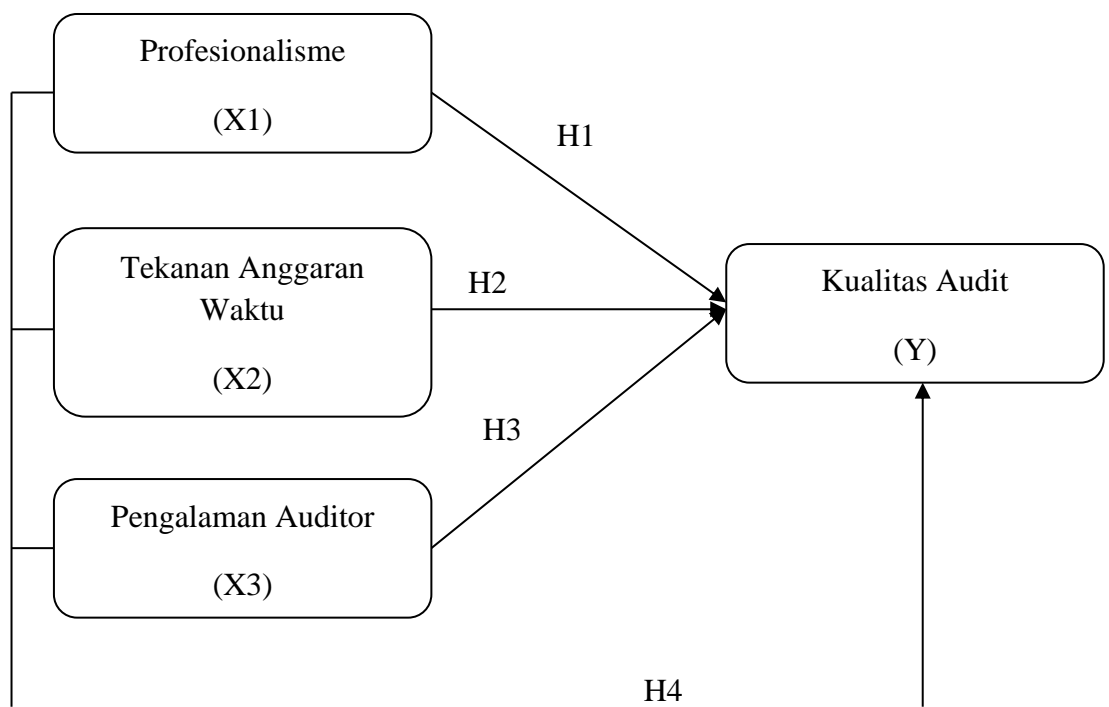 Profesionalisme
(X1)
H1
Tekanan Anggaran
Waktu
(X2)
H2
Kualitas Audit
(Y)
H3
Pengalaman Auditor
(X3)
H4